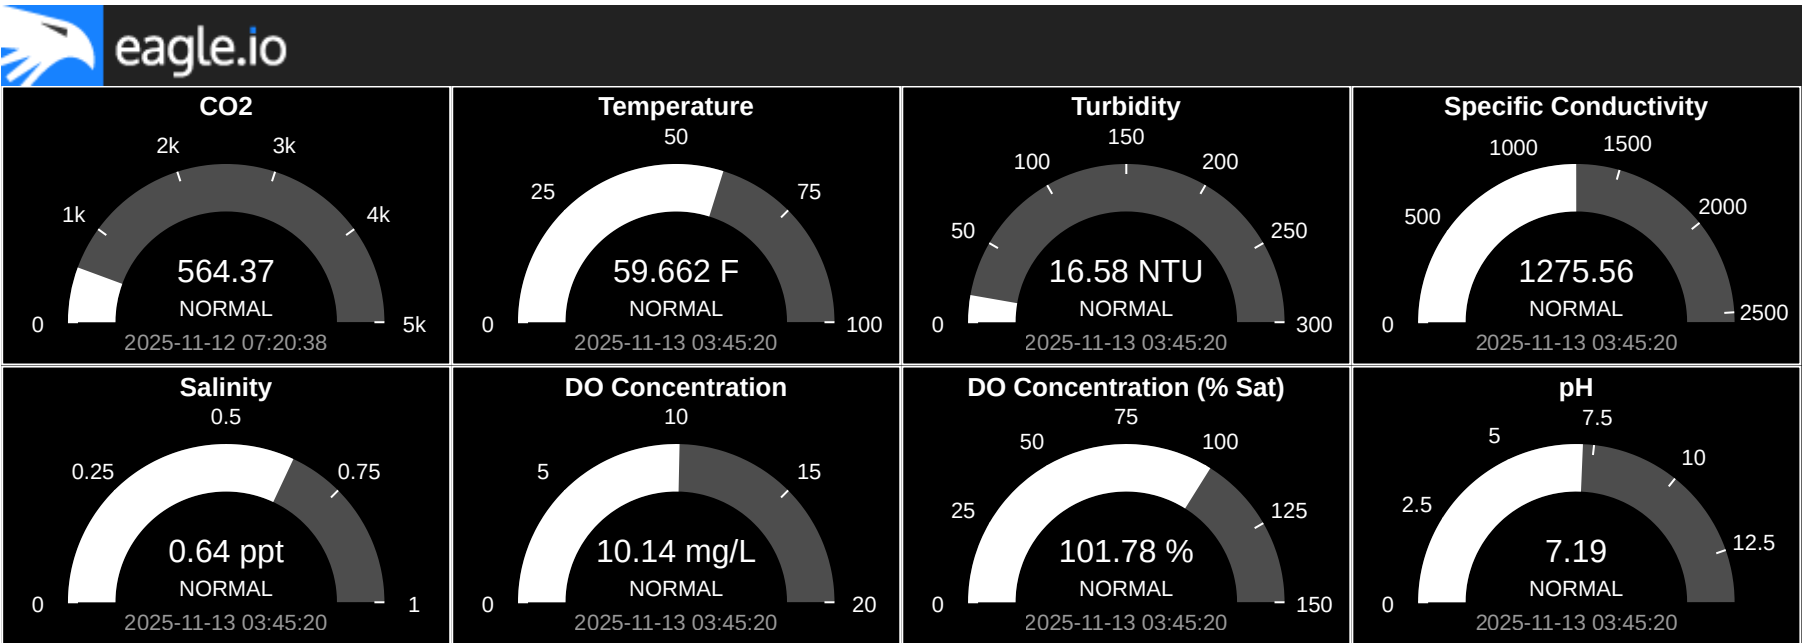 eagle.io
CO2
2k 3k
1k 4k
564.37
NORMAL
0 5k
2025-11-12 07:20:38
Temperature
50
25 75
59.662 F
NORMAL
0 100
2025-11-13 03:45:20
Turbidity
150
100 200
50 250
16.58 NTU
NORMAL
0 300
2025-11-13 03:45:20
Specific Conductivity
1000 1500
500 2000
1275.56
NORMAL
0 2500
2025-11-13 03:45:20
Salinity
0.5
0.25 0.75
0.64 ppt
NORMAL
0 1
2025-11-13 03:45:20
DO Concentration
10
5 15
10.14 mg/L
NORMAL
0 20
2025-11-13 03:45:20
DO Concentration (% Sat)
75
50 100
25 125
101.78 %
NORMAL
0 150
2025-11-13 03:45:20
pH
7.5
5 10
2.5 12.5
7.19
NORMAL
0
2025-11-13 03:45:20